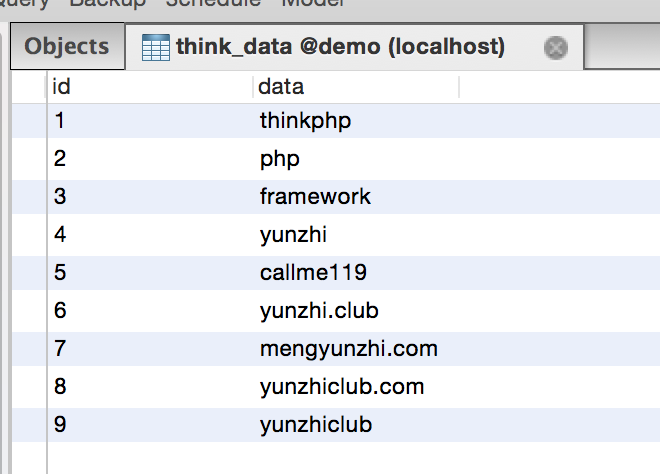 Query Backup Schedule Model
Objects think_data @demo (localhost)
id data
1 thinkphp
2 php
3 framework
4 yunzhi
5 callme119
6 yunzhi.club
7 mengyunzhi.com
8 yunzhiclub.com
9 yunzhiclub